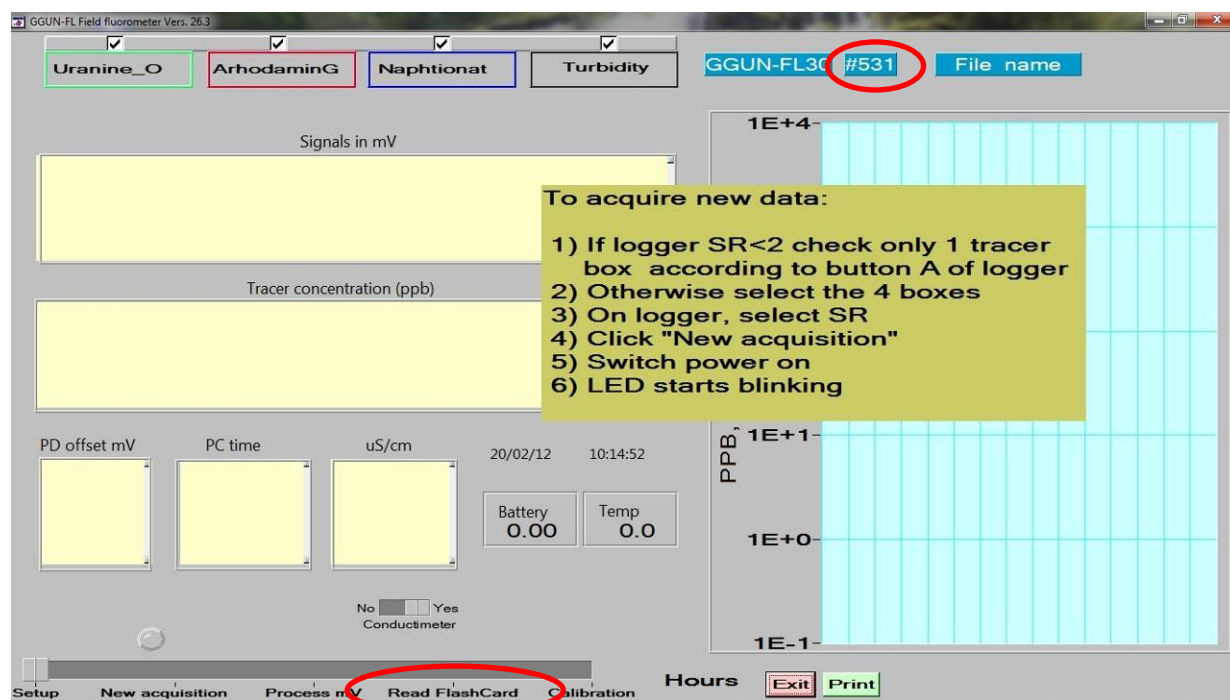 GGUN-FL Field fluorometer Vers. 26.3
Uranine_O ArhodaminG Naphtionat Turbidity
GGUN-FL30 #531 File name
Signals in mV
1E+4
To acquire new data:
1) If logger SR<2 check only 1 tracer
box according to button A of logger
2) Otherwise select the 4 boxes
3) On logger, select SR
4) Click "New acquisition"
5) Switch power on
6) LED starts blinking
Tracer concentration (ppb)
PPB,
1E+1
1E+0
1E-1
PD offset mV PC time uS/cm 20/02/12 10:14:52
Battery
0.00
Temp
0.0
No Yes
Conductimeter
Setup New acquisition Process mV Read FlashCard Calibration
Hours Exit Print